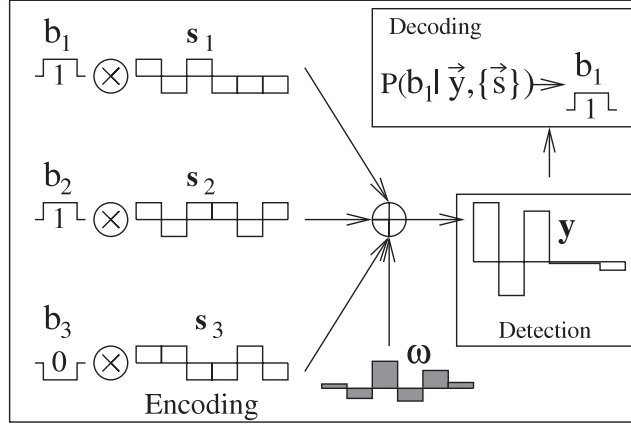 b₁
s₁
1
Decoding
P(b₁| y⃗,{s⃗})
b₁
1
b₂
s₂
1
y
b₃
s₃
0
Detection
ω
Encoding